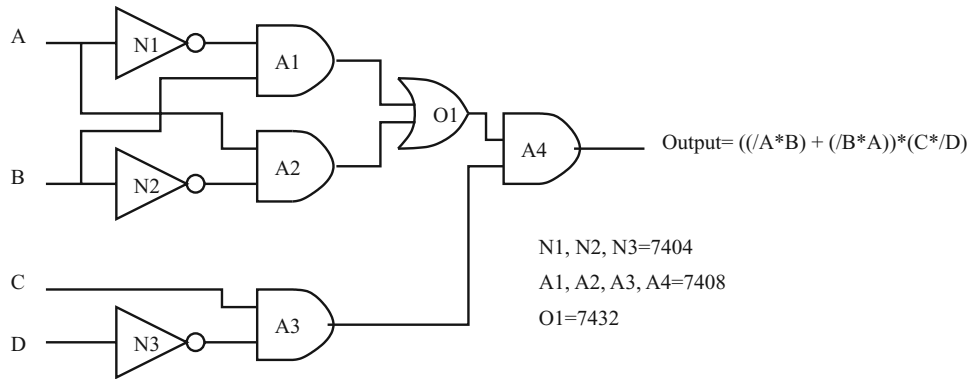 A
N1
A1
O1
A4
Output= ((/A*B) + (/B*A))*(C*/D)
B
N2
A2
N1, N2, N3=7404
C
A1, A2, A3, A4=7408
D
N3
A3
O1=7432